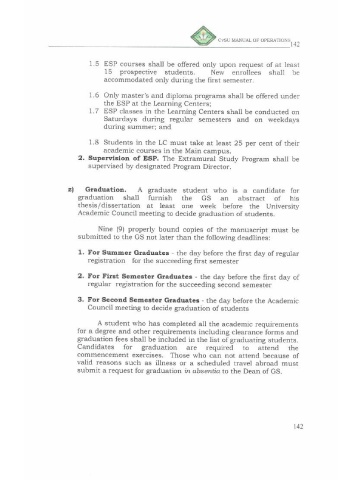 CvSU MANUAL OF OPERATIONS
142
1.5 ESP courses shall be offered only upon request of at least
15 prospective students. New enrollees shall be
accommodated only during the first semester.
1.6 Only master's and diploma programs shall be offered under
the ESP at the Learning Centers;
1.7 ESP classes in the Learning Centers shall be conducted on
Saturdays during regular semesters and on weekdays
during summer; and
1.8 Students in the LC must take at least 25 per cent of their
academic courses in the Main campus.
2. Supervision of ESP. The Extramural Study Program shall be
supervised by designated Program Director.
z) Graduation. A graduate student who is a candidate for
graduation shall furnish the GS an abstract of his
thesis/dissertation at least one week before the University
Academic Council meeting to decide graduation of students.
Nine (9) properly bound copies of the manuscript must be
submitted to the GS not later than the following deadlines:
1. For Summer Graduates - the day before the first day of regular
registration for the succeeding first semester
2. For First Semester Graduates - the day before the first day of
regular registration for the succeeding second semester
3. For Second Semester Graduates - the day before the Academic
Council meeting to decide graduation of students
A student who has completed all the academic requirements
for a degree and other requirements including clearance forms and
graduation fees shall be included in the list of graduating students.
Candidates for graduation are required to attend the
commencement exercises. Those who can not attend because of
valid reasons such as illness or a scheduled travel abroad must
submit a request for graduation in absentia to the Dean of GS.
142